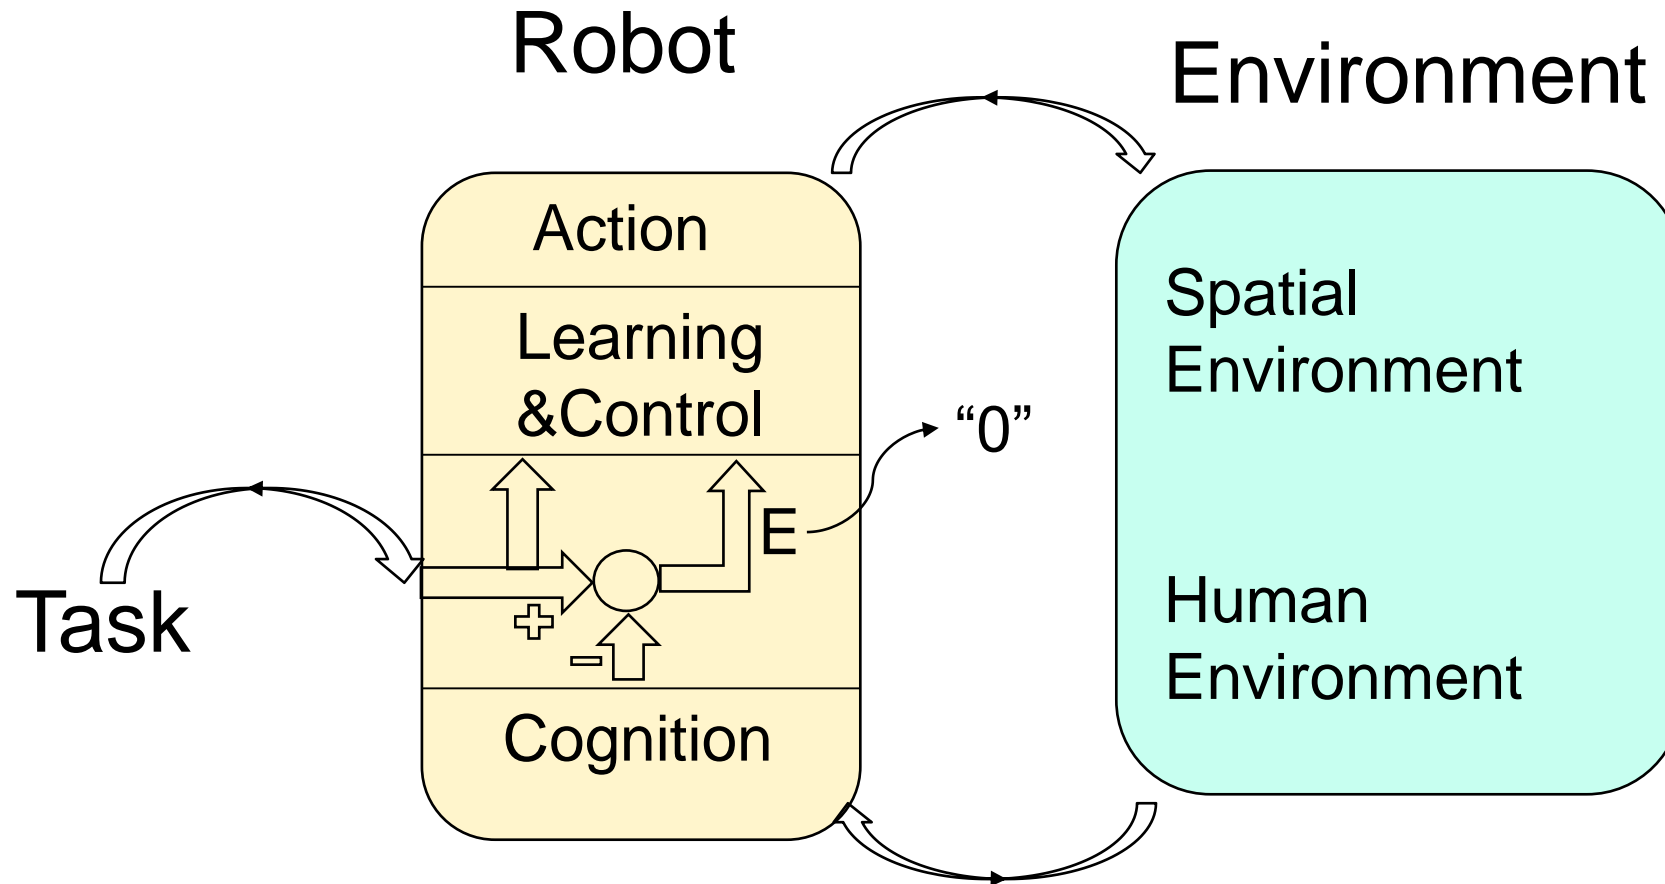 Robot
Environment
Action
Learning
&Control
“0”
E
Task
Cognition
Spatial
Environment
Human
Environment